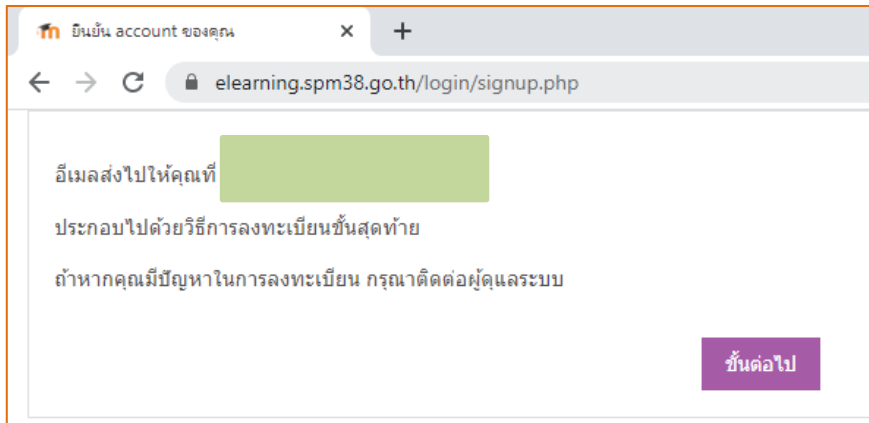 ยืนยัน account ของคุณ
elearning.spm38.go.th/login/signup.php
อีเมลส่งไปให้คุณที่
ประกอบไปด้วยวิธีการลงทะเบียนขั้นสุดท้าย
ถ้าหากคุณมีปัญหาในการลงทะเบียน กรุณาติดต่อผู้ดูแลระบบ
ขั้นต่อไป